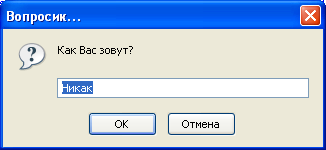 Вопросик...
Как Вас зовут?
Никак
OK
Отмена